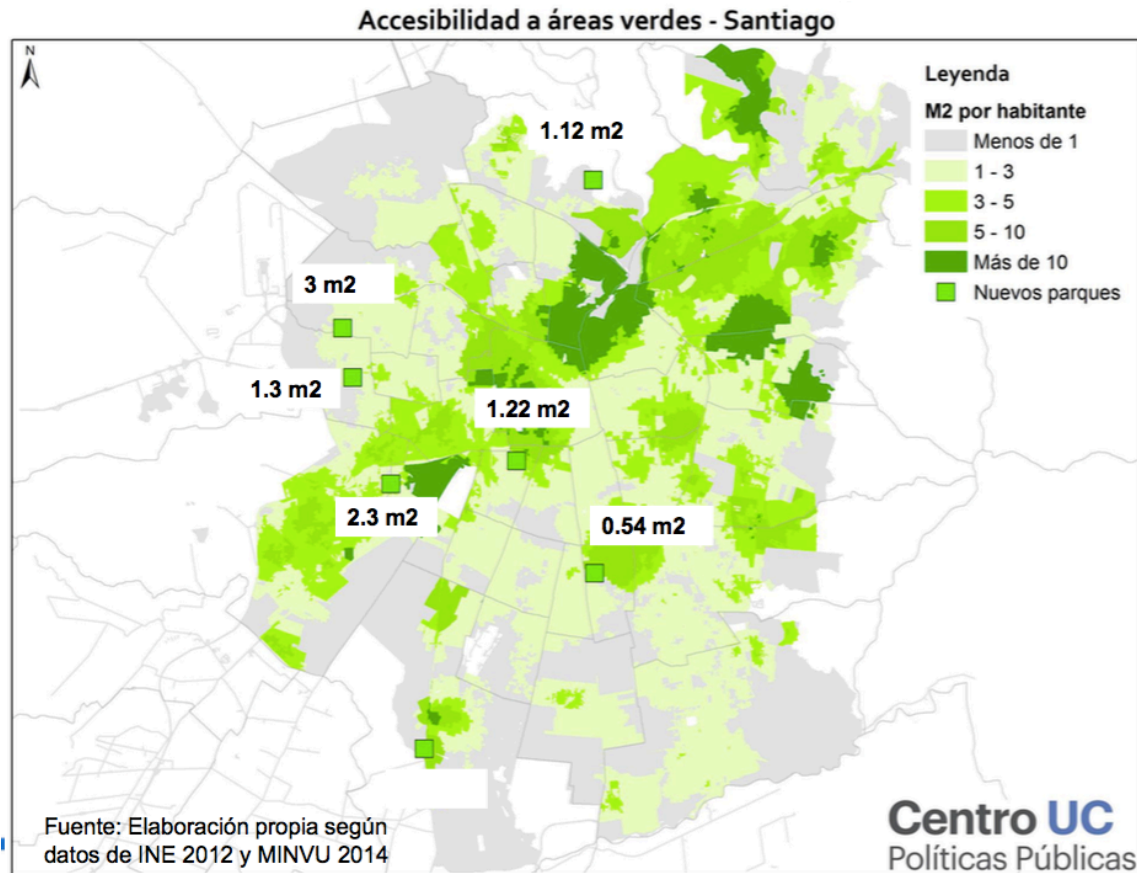 Accesibilidad a áreas verdes - Santiago
N
Leyenda
M2 por habitante
Menos de 1
1 - 3
3 - 5
5 - 10
Más de 10
Nuevos parques
1.12 m2
3 m2
1.3 m2
1.22 m2
2.3 m2
0.54 m2
Fuente: Elaboración propia según
datos de INE 2012 y MINVU 2014
Centro UC
Políticas Públicas